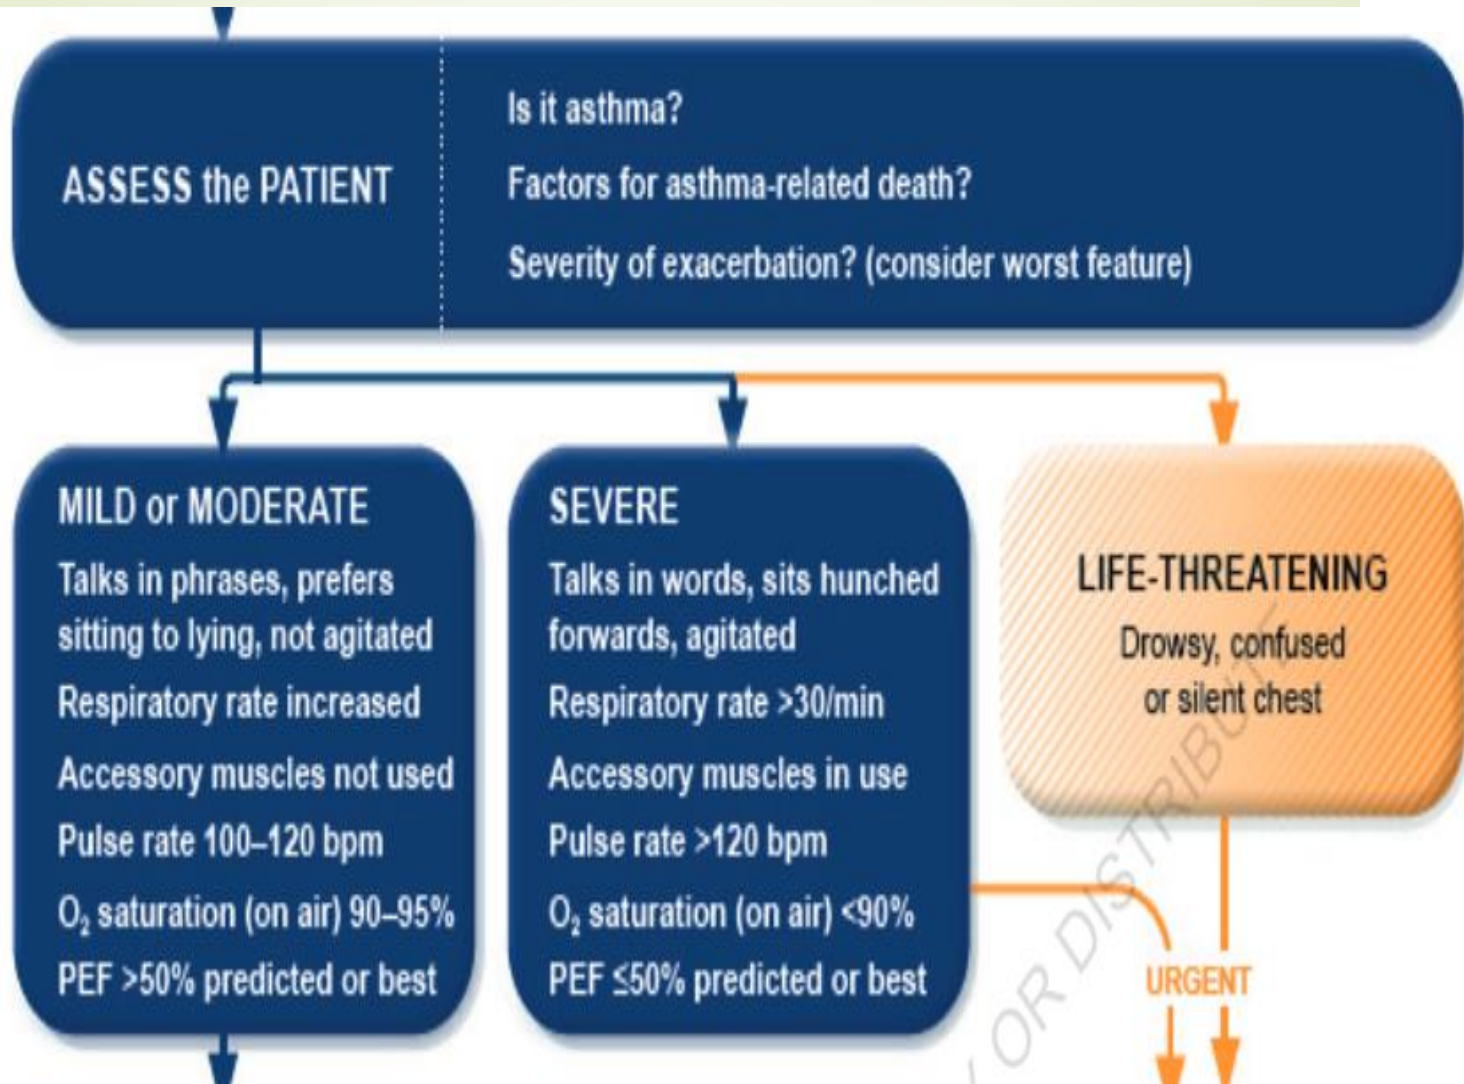 ASSESS the PATIENT
Is it asthma?
Factors for asthma-related death?
Severity of exacerbation? (consider worst feature)
MILD or MODERATE
Talks in phrases, prefers
sitting to lying, not agitated
Respiratory rate increased
Accessory muscles not used
Pulse rate 100–120 bpm
O₂ saturation (on air) 90–95%
PEF >50% predicted or best
SEVERE
Talks in words, sits hunched
forwards, agitated
Respiratory rate >30/min
Accessory muscles in use
Pulse rate >120 bpm
O₂ saturation (on air) <90%
PEF ≤50% predicted or best
LIFE-THREATENING
Drowsy, confused
or silent chest
URGENT
OR DISTRIBUTE